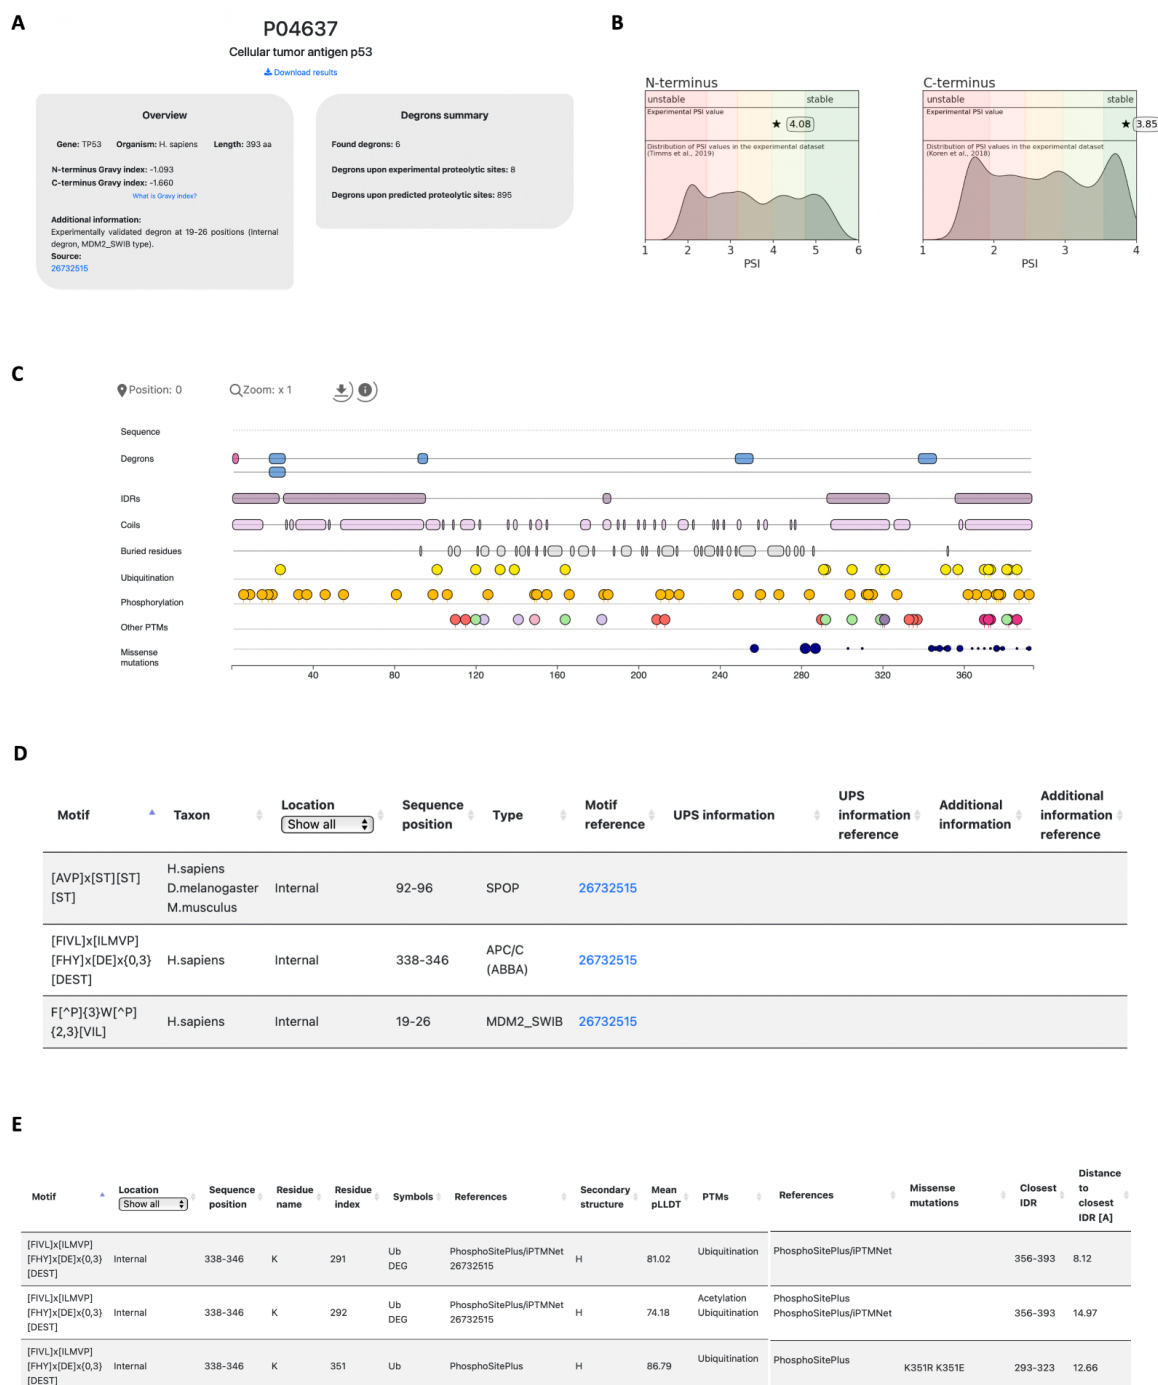 A
P04637
Cellular tumor antigen p53
Download results
Overview
Gene: TP53 Organism: H. sapiens Length: 393 aa
N-terminus Gravy index: -1.093
C-terminus Gravy index: -1.660
What is Gravy index?
Additional information:
Experimentally validated degron at 19-26 positions (Internal
degron, MDM2_SWIB type).
Source:
26732515
Degrons summary
Found degrons: 6
Degrons upon experimental proteolytic sites: 8
Degrons upon predicted proteolytic sites: 895
B
N-terminus
unstable stable
Experimental PSI value
4.08
Distribution of PSI values in the experimental dataset
(Timms et al., 2019)
1 2 3 4 5 6
PSI
C-terminus
unstable stable
Experimental PSI value
3.85
Distribution of PSI values in the experimental dataset
(Koren et al., 2018)
1 2 3 4
PSI
C
Position: 0 Zoom: x 1
Sequence
Degrons
IDRs
Coils
Buried residues
Ubiquitination
Phosphorylation
Other PTMs
Missense
mutations
40 80 120 160 200 240 280 320 360
D
Motif Taxon Location Show all Sequence position Type Motif reference UPS information UPS information reference Additional information Additional information reference
[AVP]x[ST][ST]
[ST]
H.sapiens
D.melanogaster
M.musculus
Internal 92-96 SPOP 26732515
[FIVL]x[ILMVP]
[FHY]x[DE]x{0,3}
[DEST]
H.sapiens Internal 338-346
APC/C
(ABBA)
26732515
F[^P]{3}W[^P]
{2,3}[VIL]
H.sapiens Internal 19-26 MDM2_SWIB 26732515
E
Motif Location Show all Sequence position Residue name Residue index Symbols References Secondary structure Mean pLLDT PTMs References Missense mutations Closest IDR Distance to closest IDR [A]
[FIVL]x[ILMVP]
[FHY]x[DE]x{0,3}
[DEST]
Internal 338-346 K 291
Ub
DEG
PhosphoSitePlus/iPTMNet
26732515
H 81.02 Ubiquitination PhosphoSitePlus/iPTMNet 356-393 8.12
[FIVL]x[ILMVP]
[FHY]x[DE]x{0,3}
[DEST]
Internal 338-346 K 292
Ub
DEG
PhosphoSitePlus/iPTMNet
26732515
H 74.18
Acetylation
Ubiquitination
PhosphoSitePlus
PhosphoSitePlus/iPTMNet
356-393 14.97
[FIVL]x[ILMVP]
[FHY]x[DE]x{0,3}
[DEST]
Internal 338-346 K 351 Ub PhosphoSitePlus H 86.79 Ubiquitination PhosphoSitePlus K351R K351E 293-323 12.66